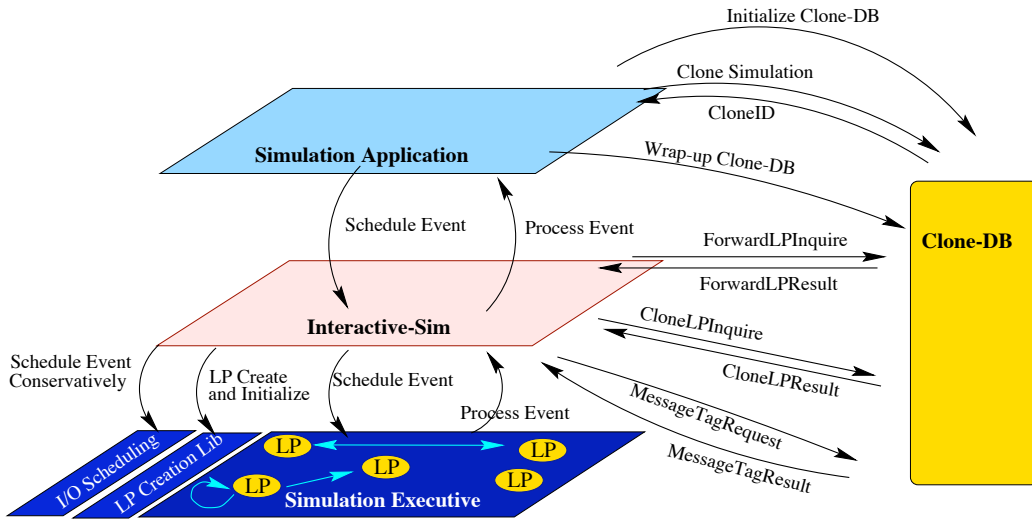 Initialize Clone-DB
Clone Simulation
CloneID
Simulation Application
Wrap-up Clone-DB
Schedule Event
Process Event
ForwardLPInquire
ForwardLPResult
Clone-DB
Interactive-Sim
CloneLPInquire
CloneLPResult
Schedule Event
Conservatively
LP Create
and Initialize
Schedule Event
Process Event
MessageTagRequest
MessageTagResult
I/O Scheduling
LP Creation Lib
LP
LP
LP
LP
LP
Simulation Executive